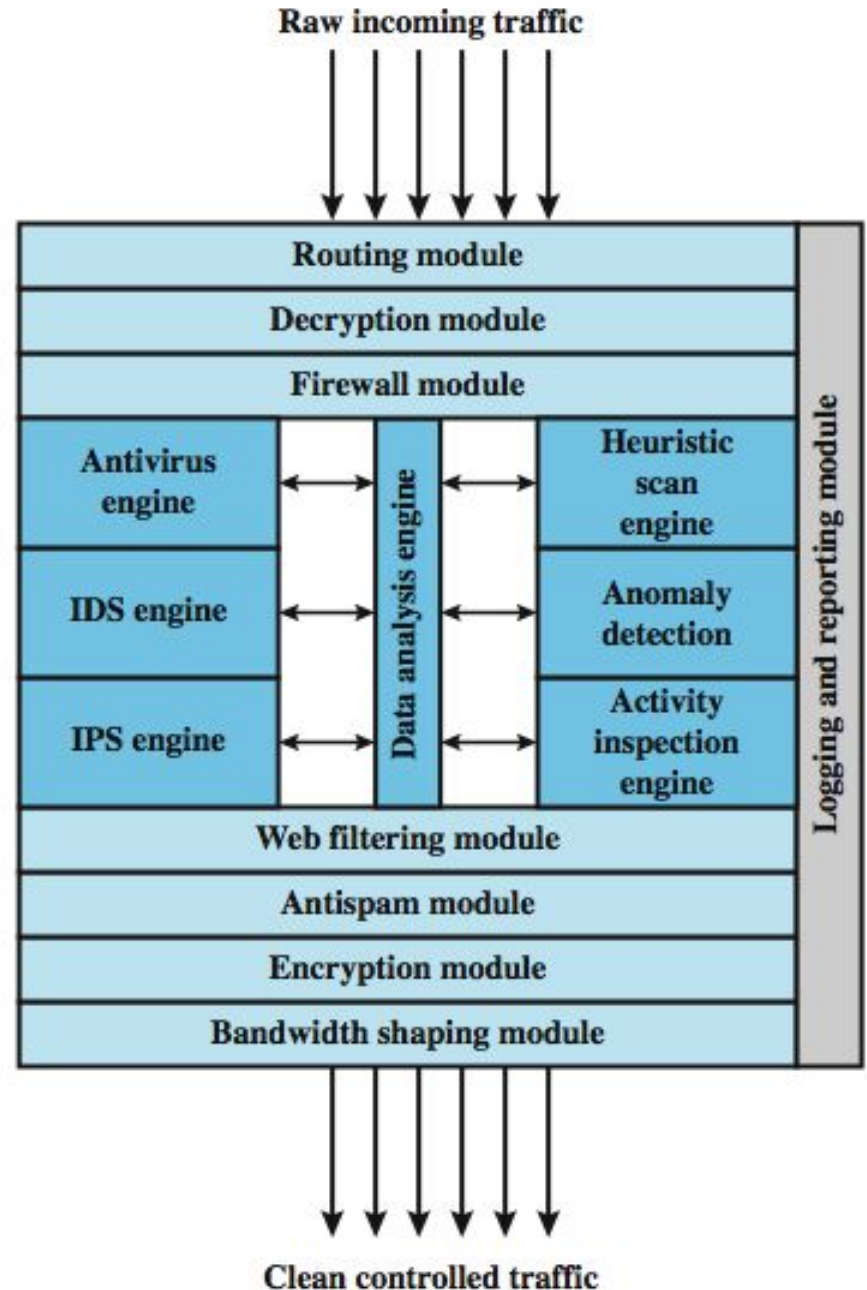 Raw incoming traffic
Routing module
Decryption module
Firewall module
Antivirus
engine
Data analysis engine
Heuristic
scan
engine
IDS engine
Anomaly
detection
IPS engine
Activity
inspection
engine
Logging and reporting module
Web filtering module
Antispam module
Encryption module
Bandwidth shaping module
Clean controlled traffic